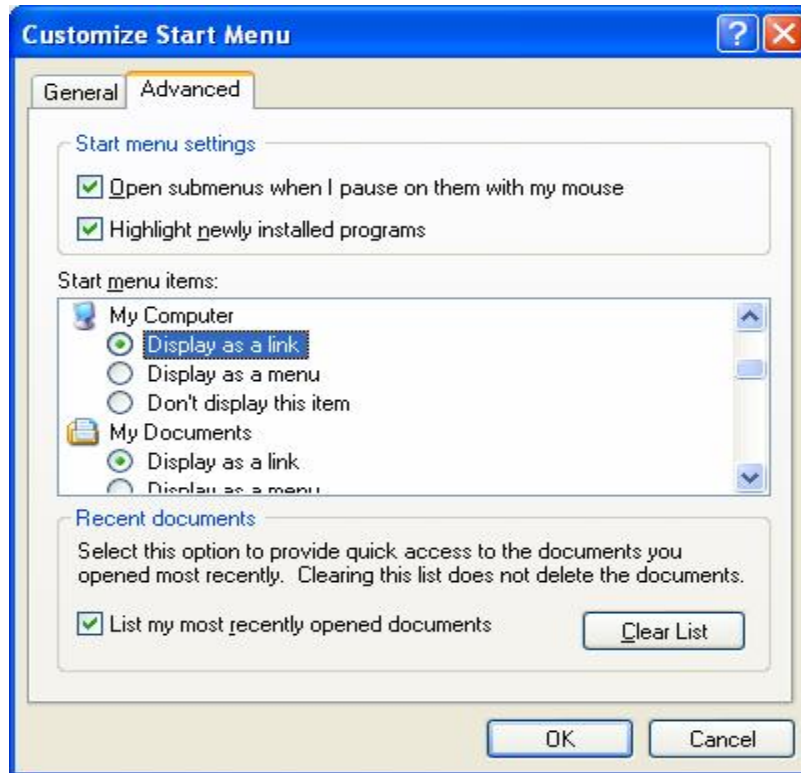 Customize Start Menu
General
Advanced
Start menu settings
Open submenus when I pause on them with my mouse
Highlight newly installed programs
Start menu items:
My Computer
Display as a link
Display as a menu
Don't display this item
My Documents
Display as a link
Display as a menu
Recent documents
Select this option to provide quick access to the documents you
opened most recently. Clearing this list does not delete the documents.
List my most recently opened documents
Clear List
OK
Cancel